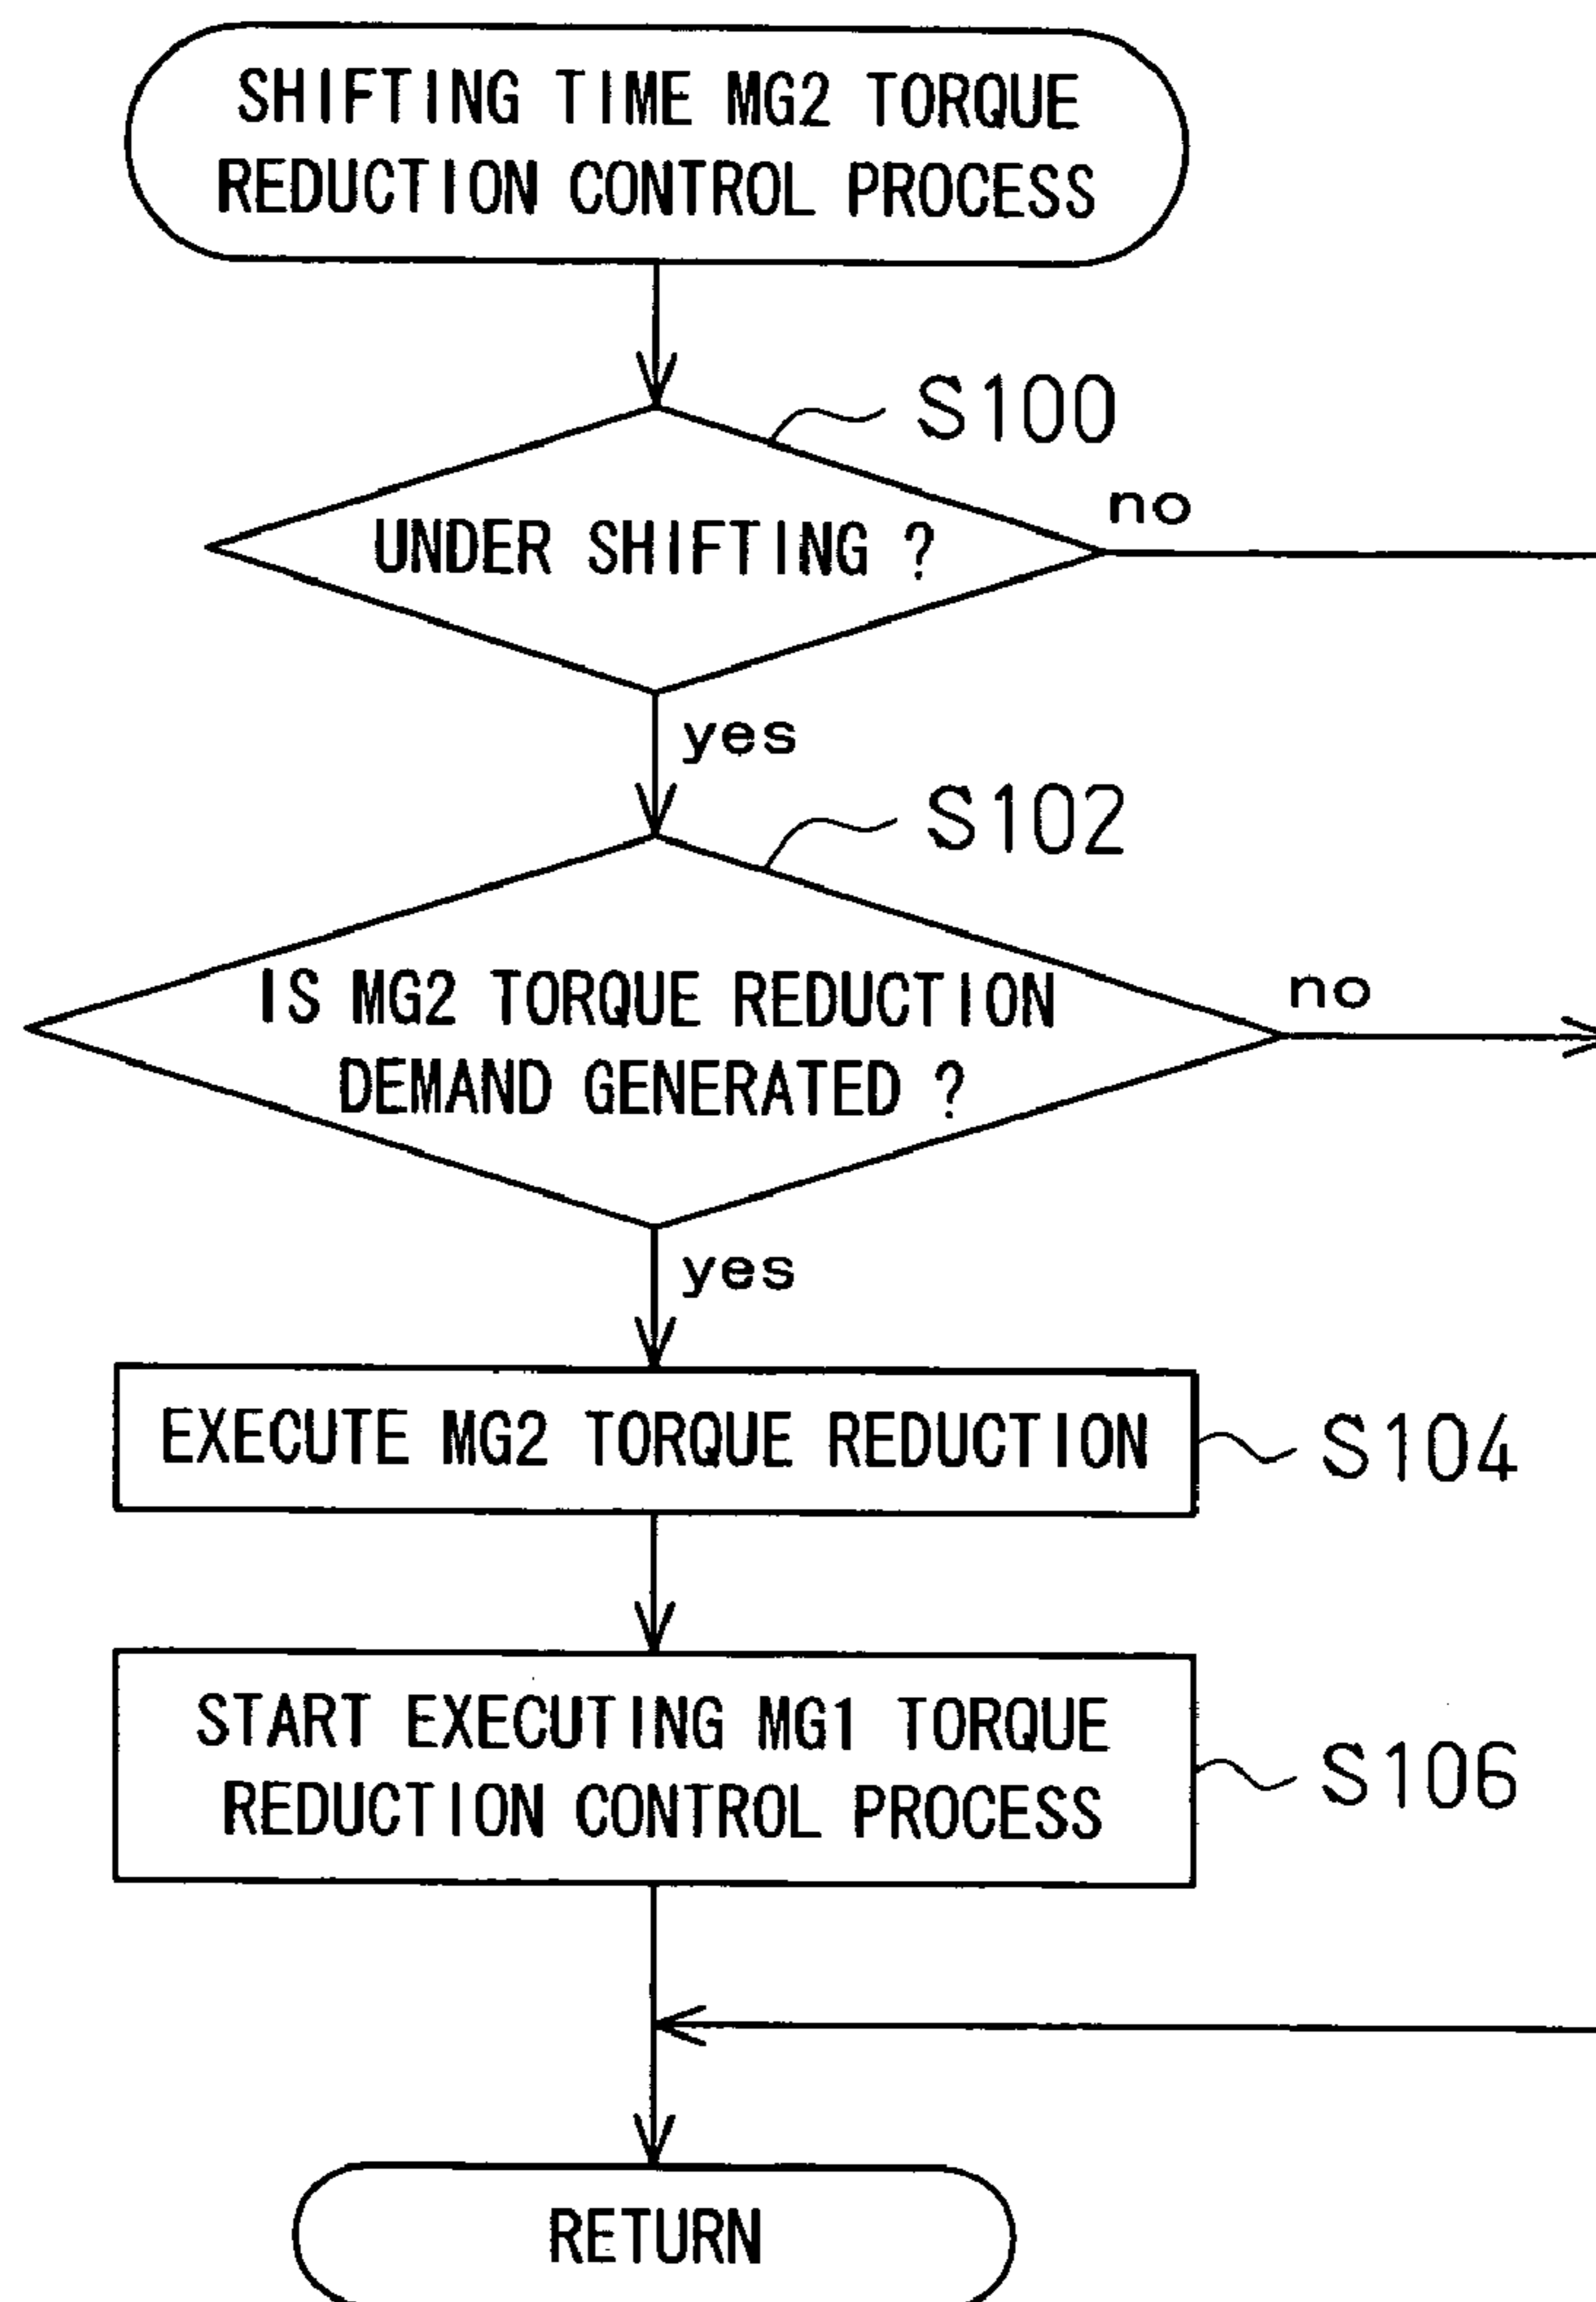 SHIFTING TIME MG2 TORQUE
REDUCTION CONTROL PROCESS
S100
no
UNDER SHIFTING ?
yes
S102
no
IS MG2 TORQUE REDUCTION
DEMAND GENERATED ?
yes
EXECUTE MG2 TORQUE REDUCTION
S104
START EXECUTING MG1 TORQUE
REDUCTION CONTROL PROCESS
S106
RETURN